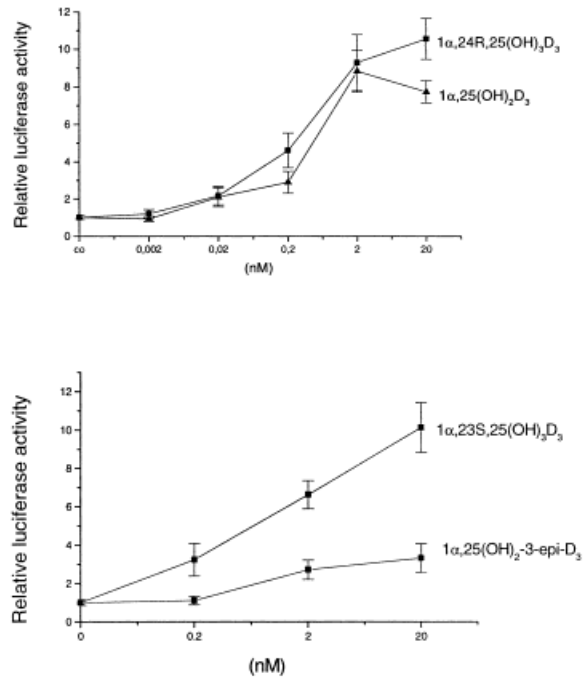 12
1α,24R,25(OH)₃D₃
10
8
1α,25(OH)₂D₃
6
4
2
0
Relative luciferase activity
co
0,002
0,02
0,2
2
20
(nM)
12
10
1α,23S,25(OH)₃D₃
8
6
4
1α,25(OH)₂-3-epi-D₃
2
0
Relative luciferase activity
0
0,2
2
20
(nM)